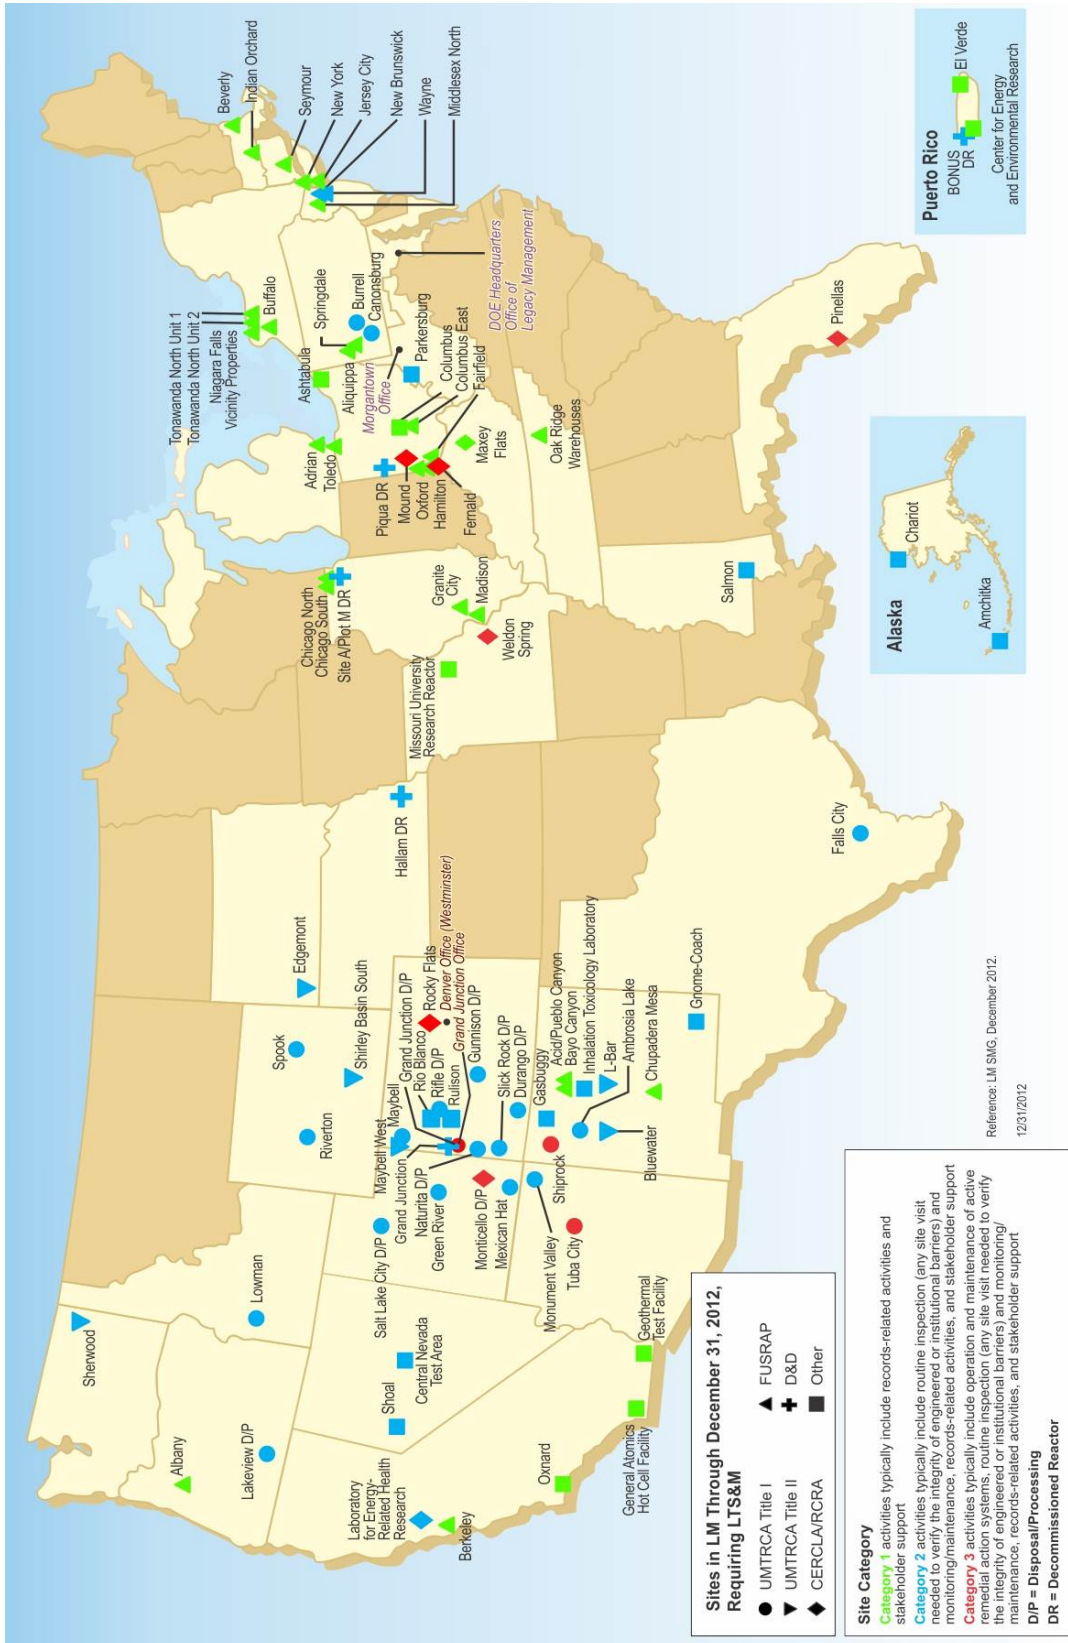 Sherwood
Albany
Lakeview D/P
Lowman
Laboratory
for Energy-
Related Health
Research
Berkeley
Oxnard
Shoal
Central Nevada
Test Area
General Atomics
Hot Cell Facility
Geothermal
Test Facility
Salt Lake City D/P
Grand Junction
Naturita D/P
Green River
Monticello D/P
Mexican Hat
Monument Valley
Tuba City
Riverton
Spook
Shirley Basin South
Edgemont
Maybell West
Maybell
Grand Junction D/P
Rio Blanco
Rifle D/P
Rulison
Rocky Flats
Denver Office (Westminster)
Grand Junction Office
Gunnison D/P
Slick Rock D/P
Durango D/P
Shiprock
Gasbuggy
Acid/Pueblo Canyon
Bayo Canyon
Inhalation Toxicology Laboratory
L-Bar
Ambrosia Lake
Bluewater
Chupadera Mesa
Gnome-Coach
Falls City
Hallam DR
Missouri University
Research Reactor
Weldon
Spring
Granite
City
Madison
Chicago North
Chicago South
Site A/Plot M DR
Salmon
Adrian
Toledo
Piqua DR
Mound
Oxford
Hamilton
Fernald
Maxey
Flats
Oak Ridge
Warehouses
Ashtabula
Aliquippa
Morgantown
Office
Parkersburg
Columbus
Columbus East
Fairfield
Springdale
Burrell
Canonsburg
DOE Headquarters
Office of
Legacy Management
Tonawanda North Unit 1
Tonawanda North Unit 2
Niagara Falls
Vicinity Properties
Buffalo
Beverly
Indian Orchard
Seymour
New York
Jersey City
New Brunswick
Wayne
Middlesex North
Pinellas
Alaska
Chariot
Amchitka
Puerto Rico
BONUS
DR
El Verde
Center for Energy
and Environmental Research
Reference: LM SMG, December 2012.
12/31/2012
Sites in LM Through December 31, 2012,
Requiring LTS&M
UMTRCA Title I
UMTRCA Title II
CERCLA/RCRA
FUSRAP
D&D
Other
Site Category
Category 1 activities typically include records-related activities and
stakeholder support
Category 2 activities typically include routine inspection (any site visit
needed to verify the integrity of engineered or institutional barriers) and
monitoring/maintenance, records-related activities, and stakeholder support
Category 3 activities typically include operation and maintenance of active
remedial action systems, routine inspection (any site visit needed to verify
the integrity of engineered or institutional barriers) and monitoring/
maintenance, records-related activities, and stakeholder support
D/P = Disposal/Processing
DR = Decommissioned Reactor